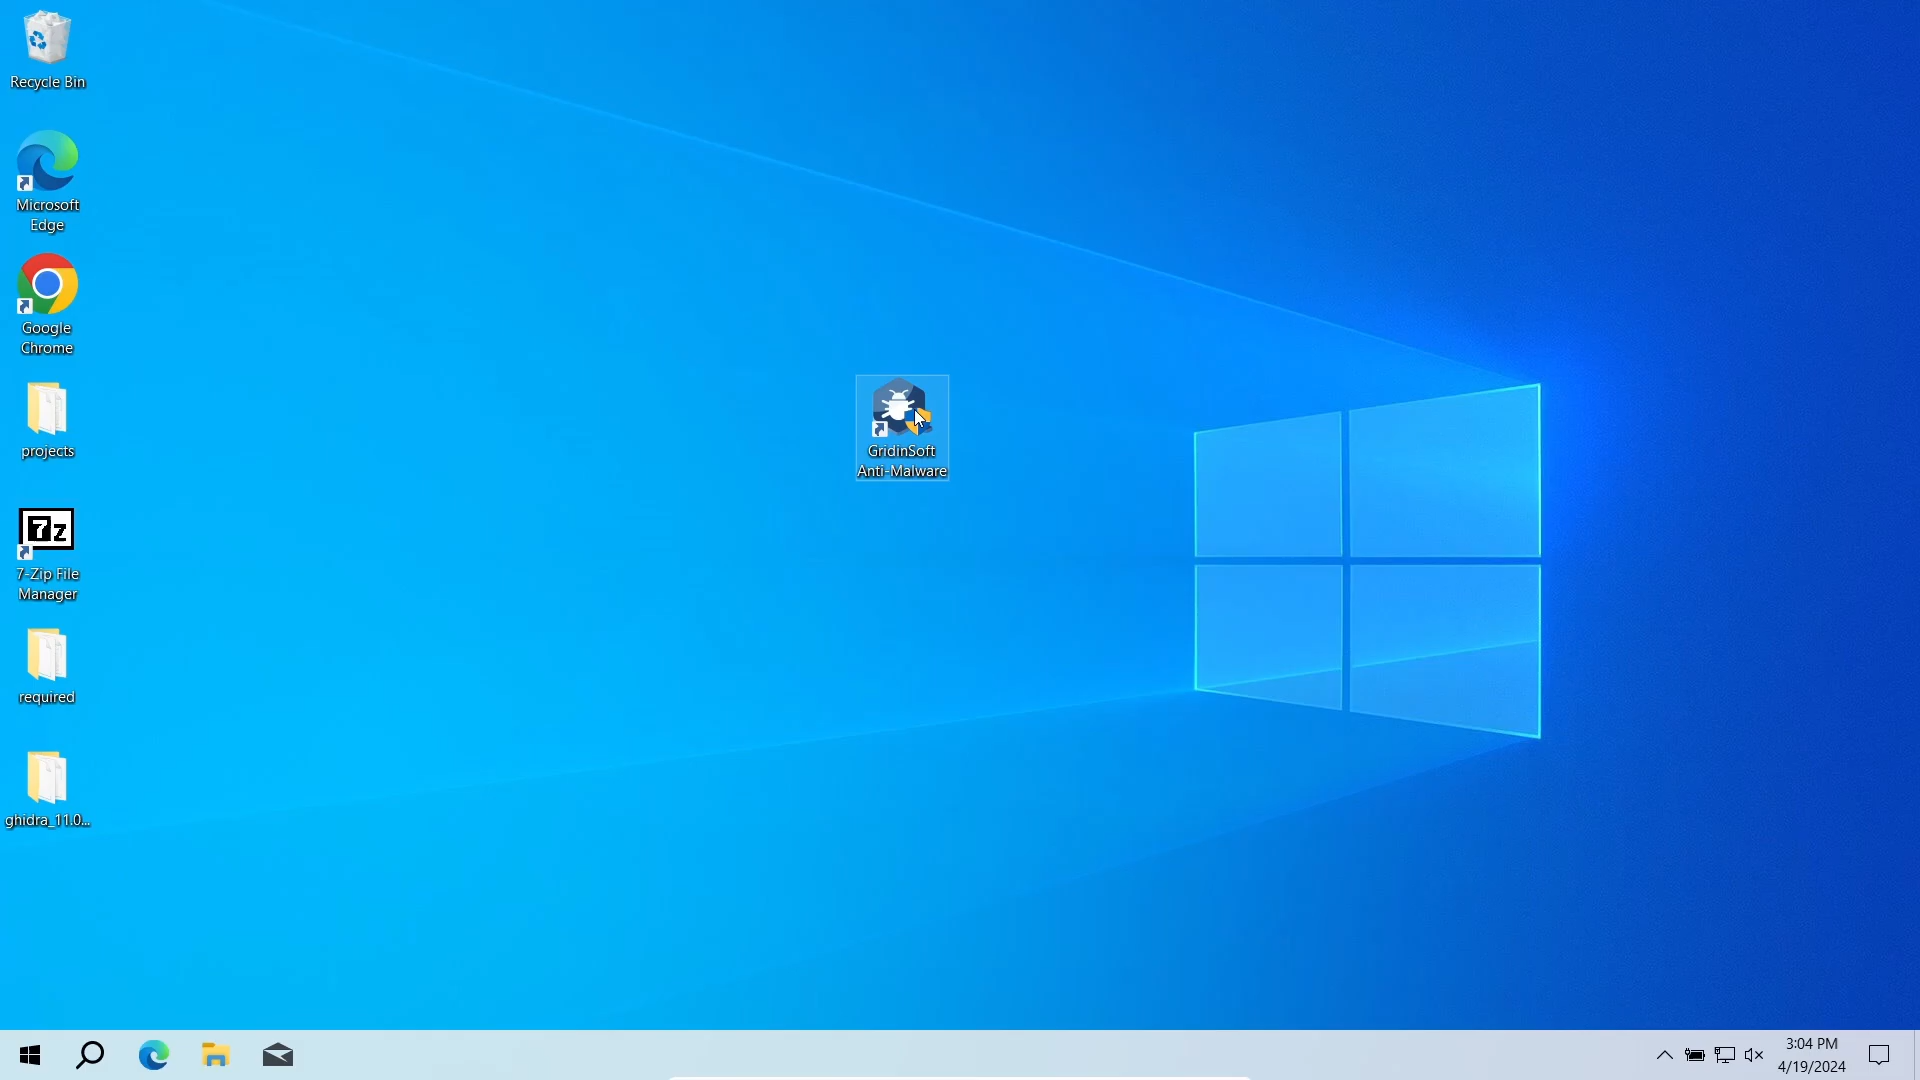 Recycle Bin
Microsoft
Edge
Google
Chrome
projects
7z
7-Zip File
Manager
required
ghidra_11.0...
GridinSoft
Anti-Malware
3:04 PM
4/19/2024